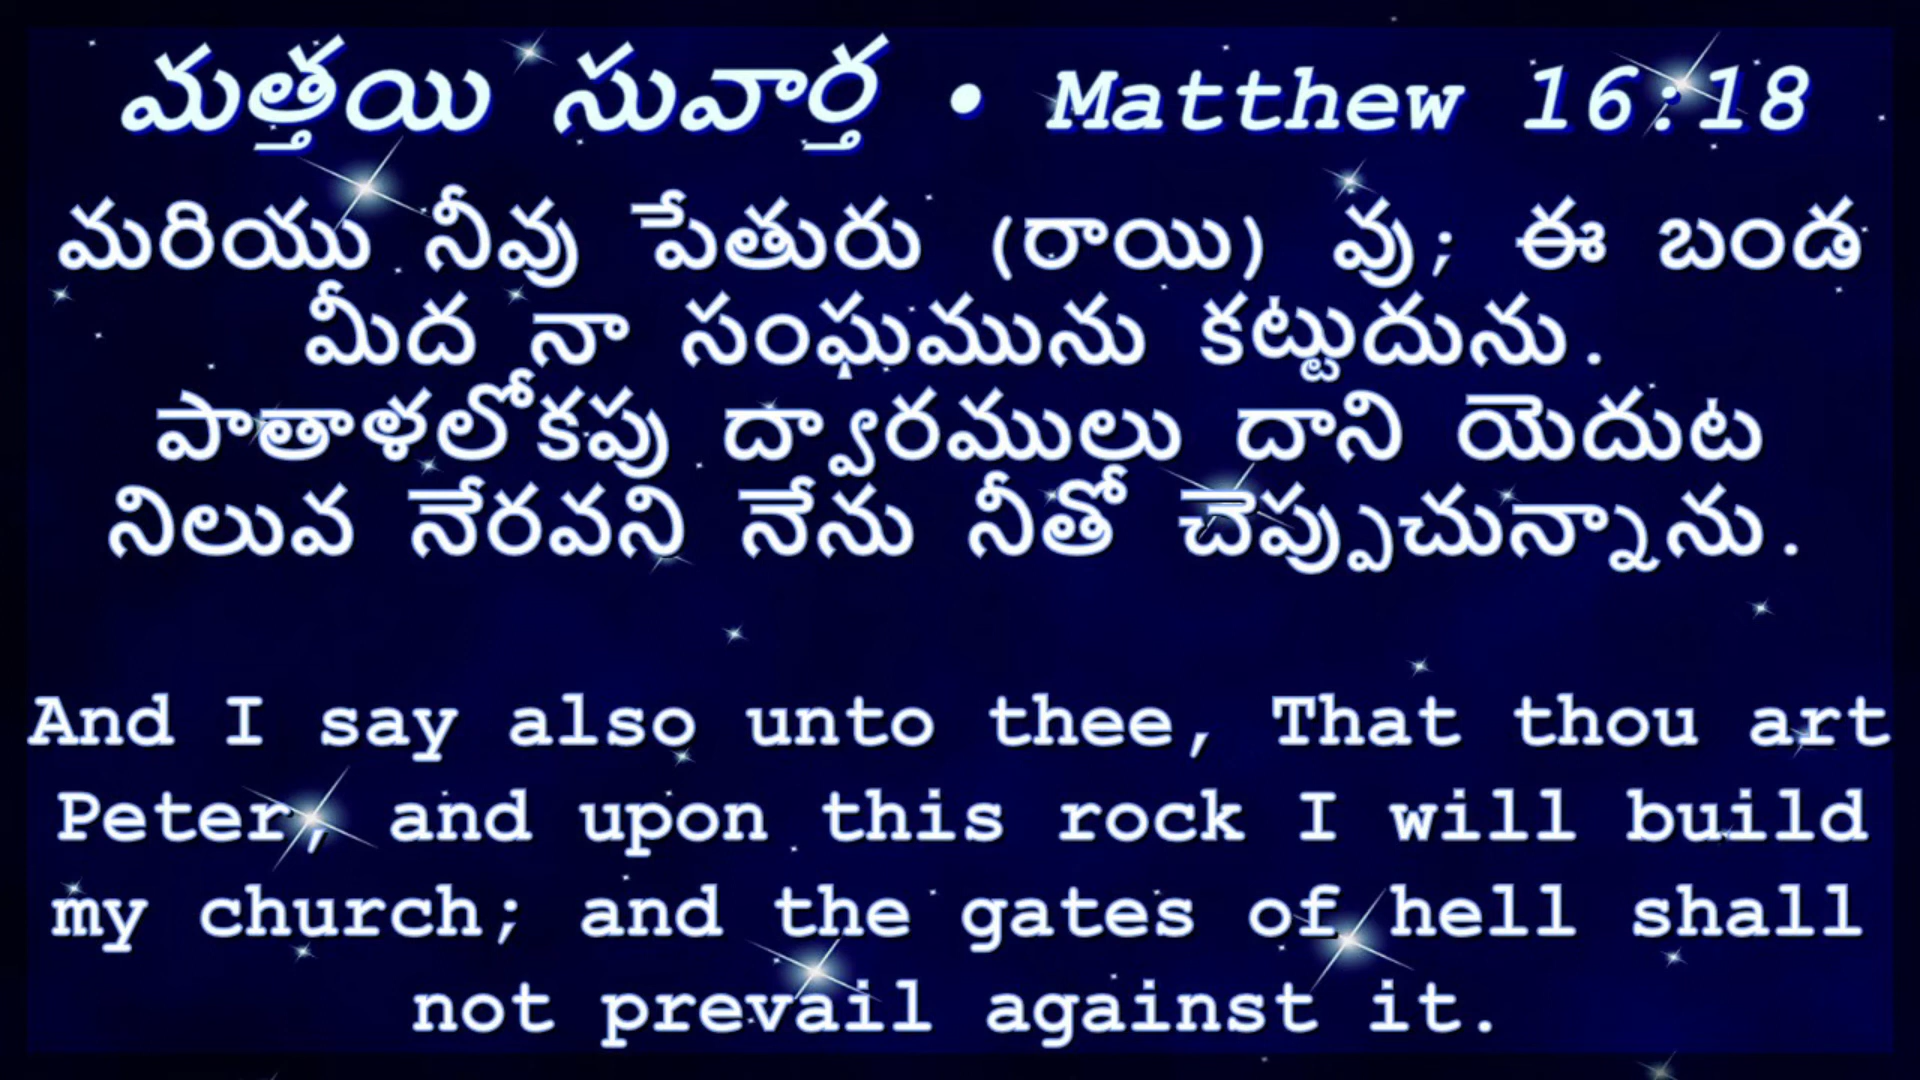 మత్తయి సువార్త • Matthew 16:18
మరియు నీవు పేతురు (రాయి) వు; ఈ బండ
మీద నా సంఘమును కట్టుదును.
పాతాళలోకపు ద్వారములు దాని యెదుట
నిలువ నేరవని నేను నీతో చెప్పుచున్నాను.
And I say also unto thee, That thou art
Peter, and upon this rock I will build
my church; and the gates of hell shall
not prevail against it.